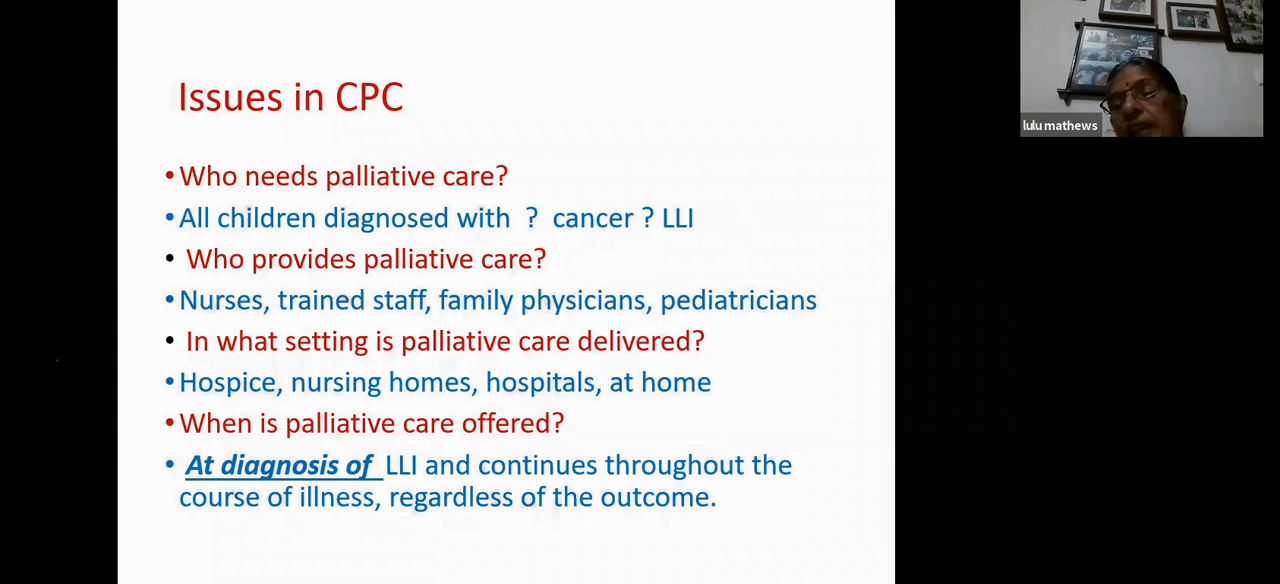 Issues in CPC
•Who needs palliative care?
•All children diagnosed with ? cancer ? LLI
• Who provides palliative care?
•Nurses, trained staff, family physicians, pediatricians
• In what setting is palliative care delivered?
•Hospice, nursing homes, hospitals, at home
•When is palliative care offered?
• At diagnosis of LLI and continues throughout the
course of illness, regardless of the outcome.
lulu mathews